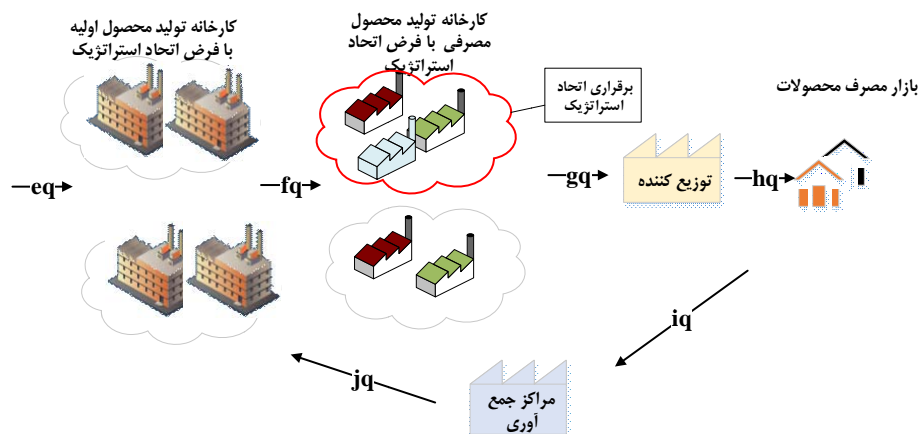 کارخانه تولید محصول اولیه
با فرض اتحاد استراتژیک
کارخانه تولید محصول
مصرفی با فرض اتحاد
استراتژیک
برقراری اتحاد
استراتژیک
بازار مصرف محصولات
eq
fq
gq
توزیع کننده
hq
iq
jq
مراکز جمع
آوری